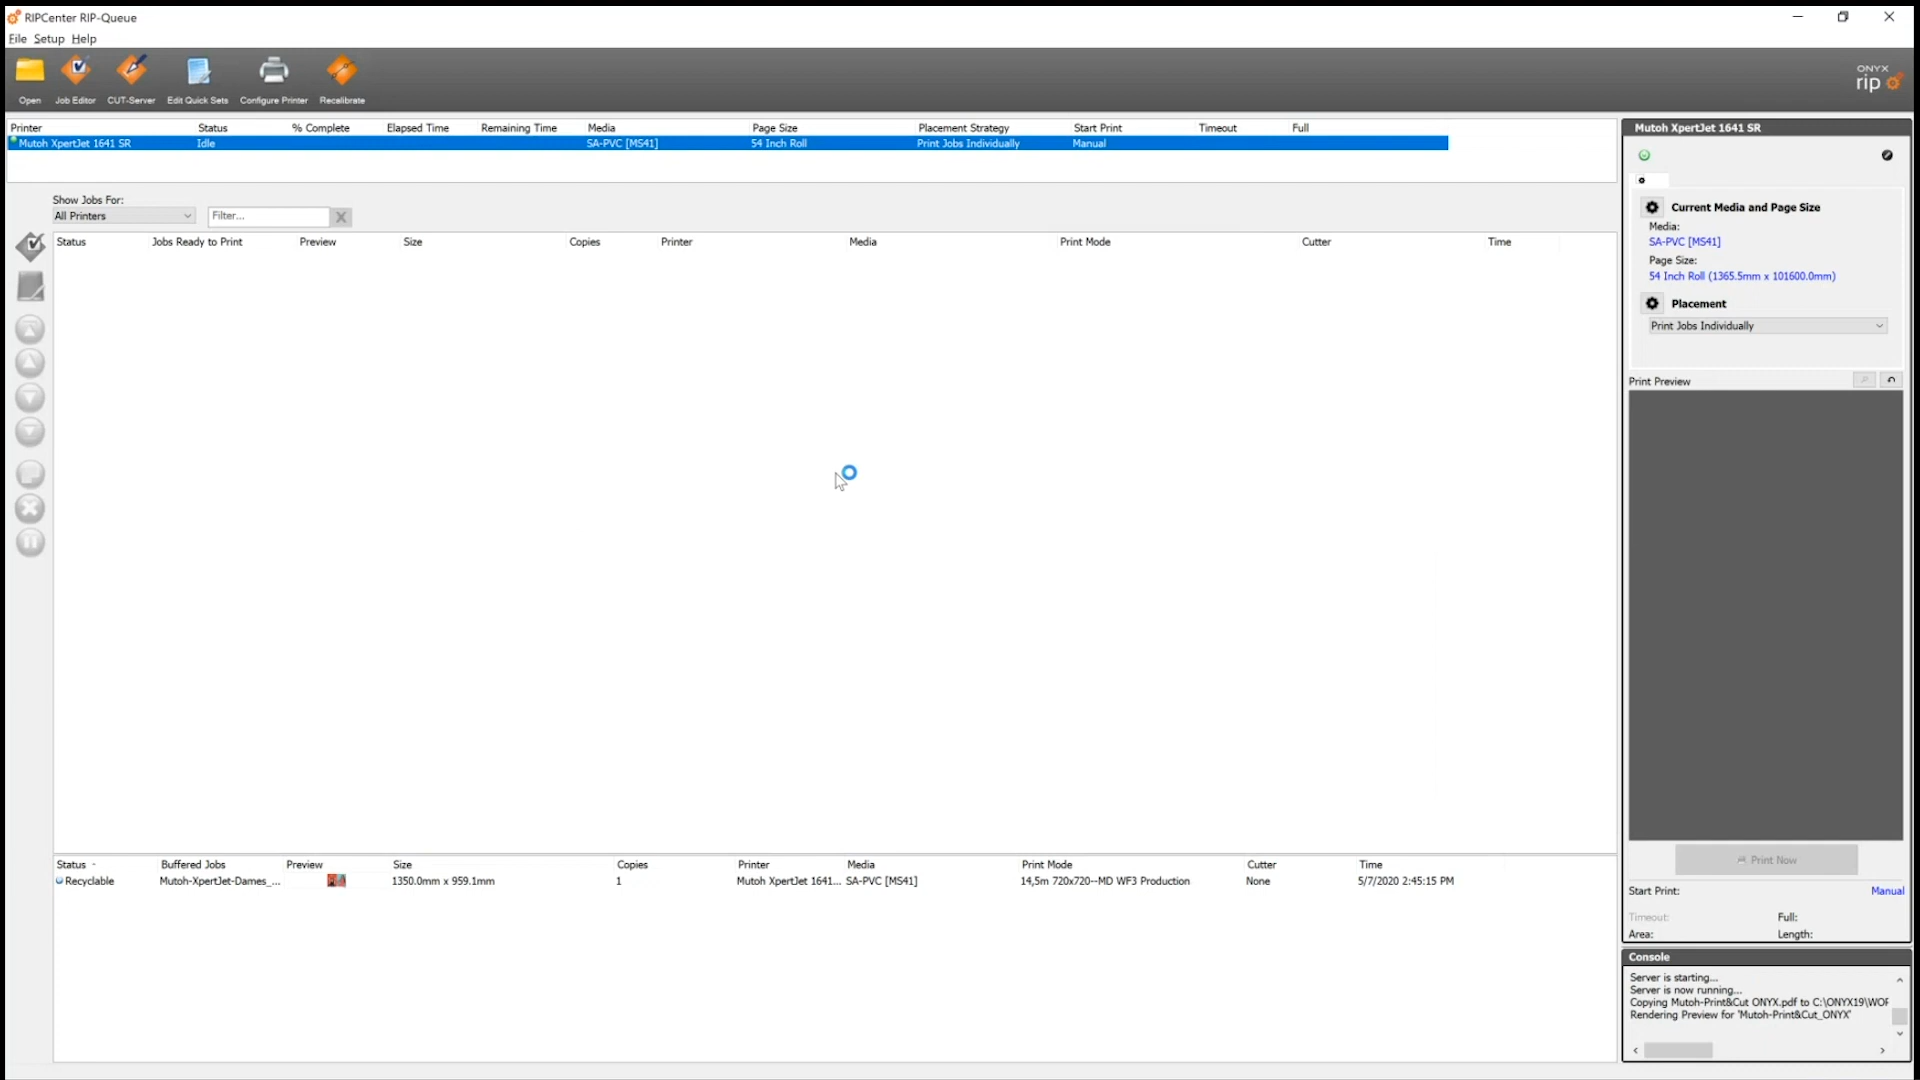 RIPCenter RIP-Queue
File Setup Help
Open Job Editor CUT-Server Edit Quick Sets Configure Printer Recalibrate
ONYX
rip
Printer Status % Complete Elapsed Time Remaining Time Media Page Size Placement Strategy Start Print Timeout Full
Mutoh XpertJet 1641 SR Idle SA-PVC [MS41] 54 Inch Roll Print Jobs Individually Manual
Show Jobs For:
All Printers Filter...
Status Jobs Ready to Print Preview Size Copies Printer Media Print Mode Cutter Time
Status Buffered Jobs Preview Size Copies Printer Media Print Mode Cutter Time
Recyclable Mutoh-XpertJet-Dames_... 1350.0mm x 959.1mm 1 Mutoh XpertJet 1641... SA-PVC [MS41] 14,5m 720x720--MD WF3 Production None 5/7/2020 2:45:15 PM
Mutoh XpertJet 1641 SR
Current Media and Page Size
Media:
SA-PVC [MS41]
Page Size:
54 Inch Roll (1365.5mm x 101600.0mm)
Placement
Print Jobs Individually
Print Preview
Print Now
Start Print: Manual
Timeout: Full:
Area: Length:
Console
Server is starting...
Server is now running...
Copying Mutoh-Print&Cut ONYX.pdf to C:\ONYX19\WOF
Rendering Preview for 'Mutoh-Print&Cut_ONYX'